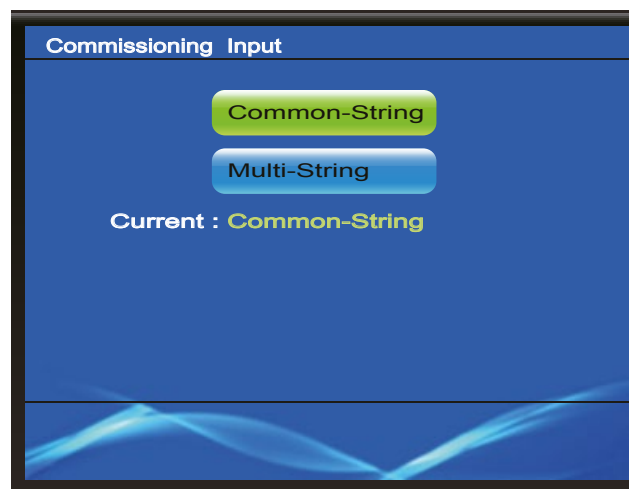 Commissioning Input
Common-String
Multi-String
Current : Common-String